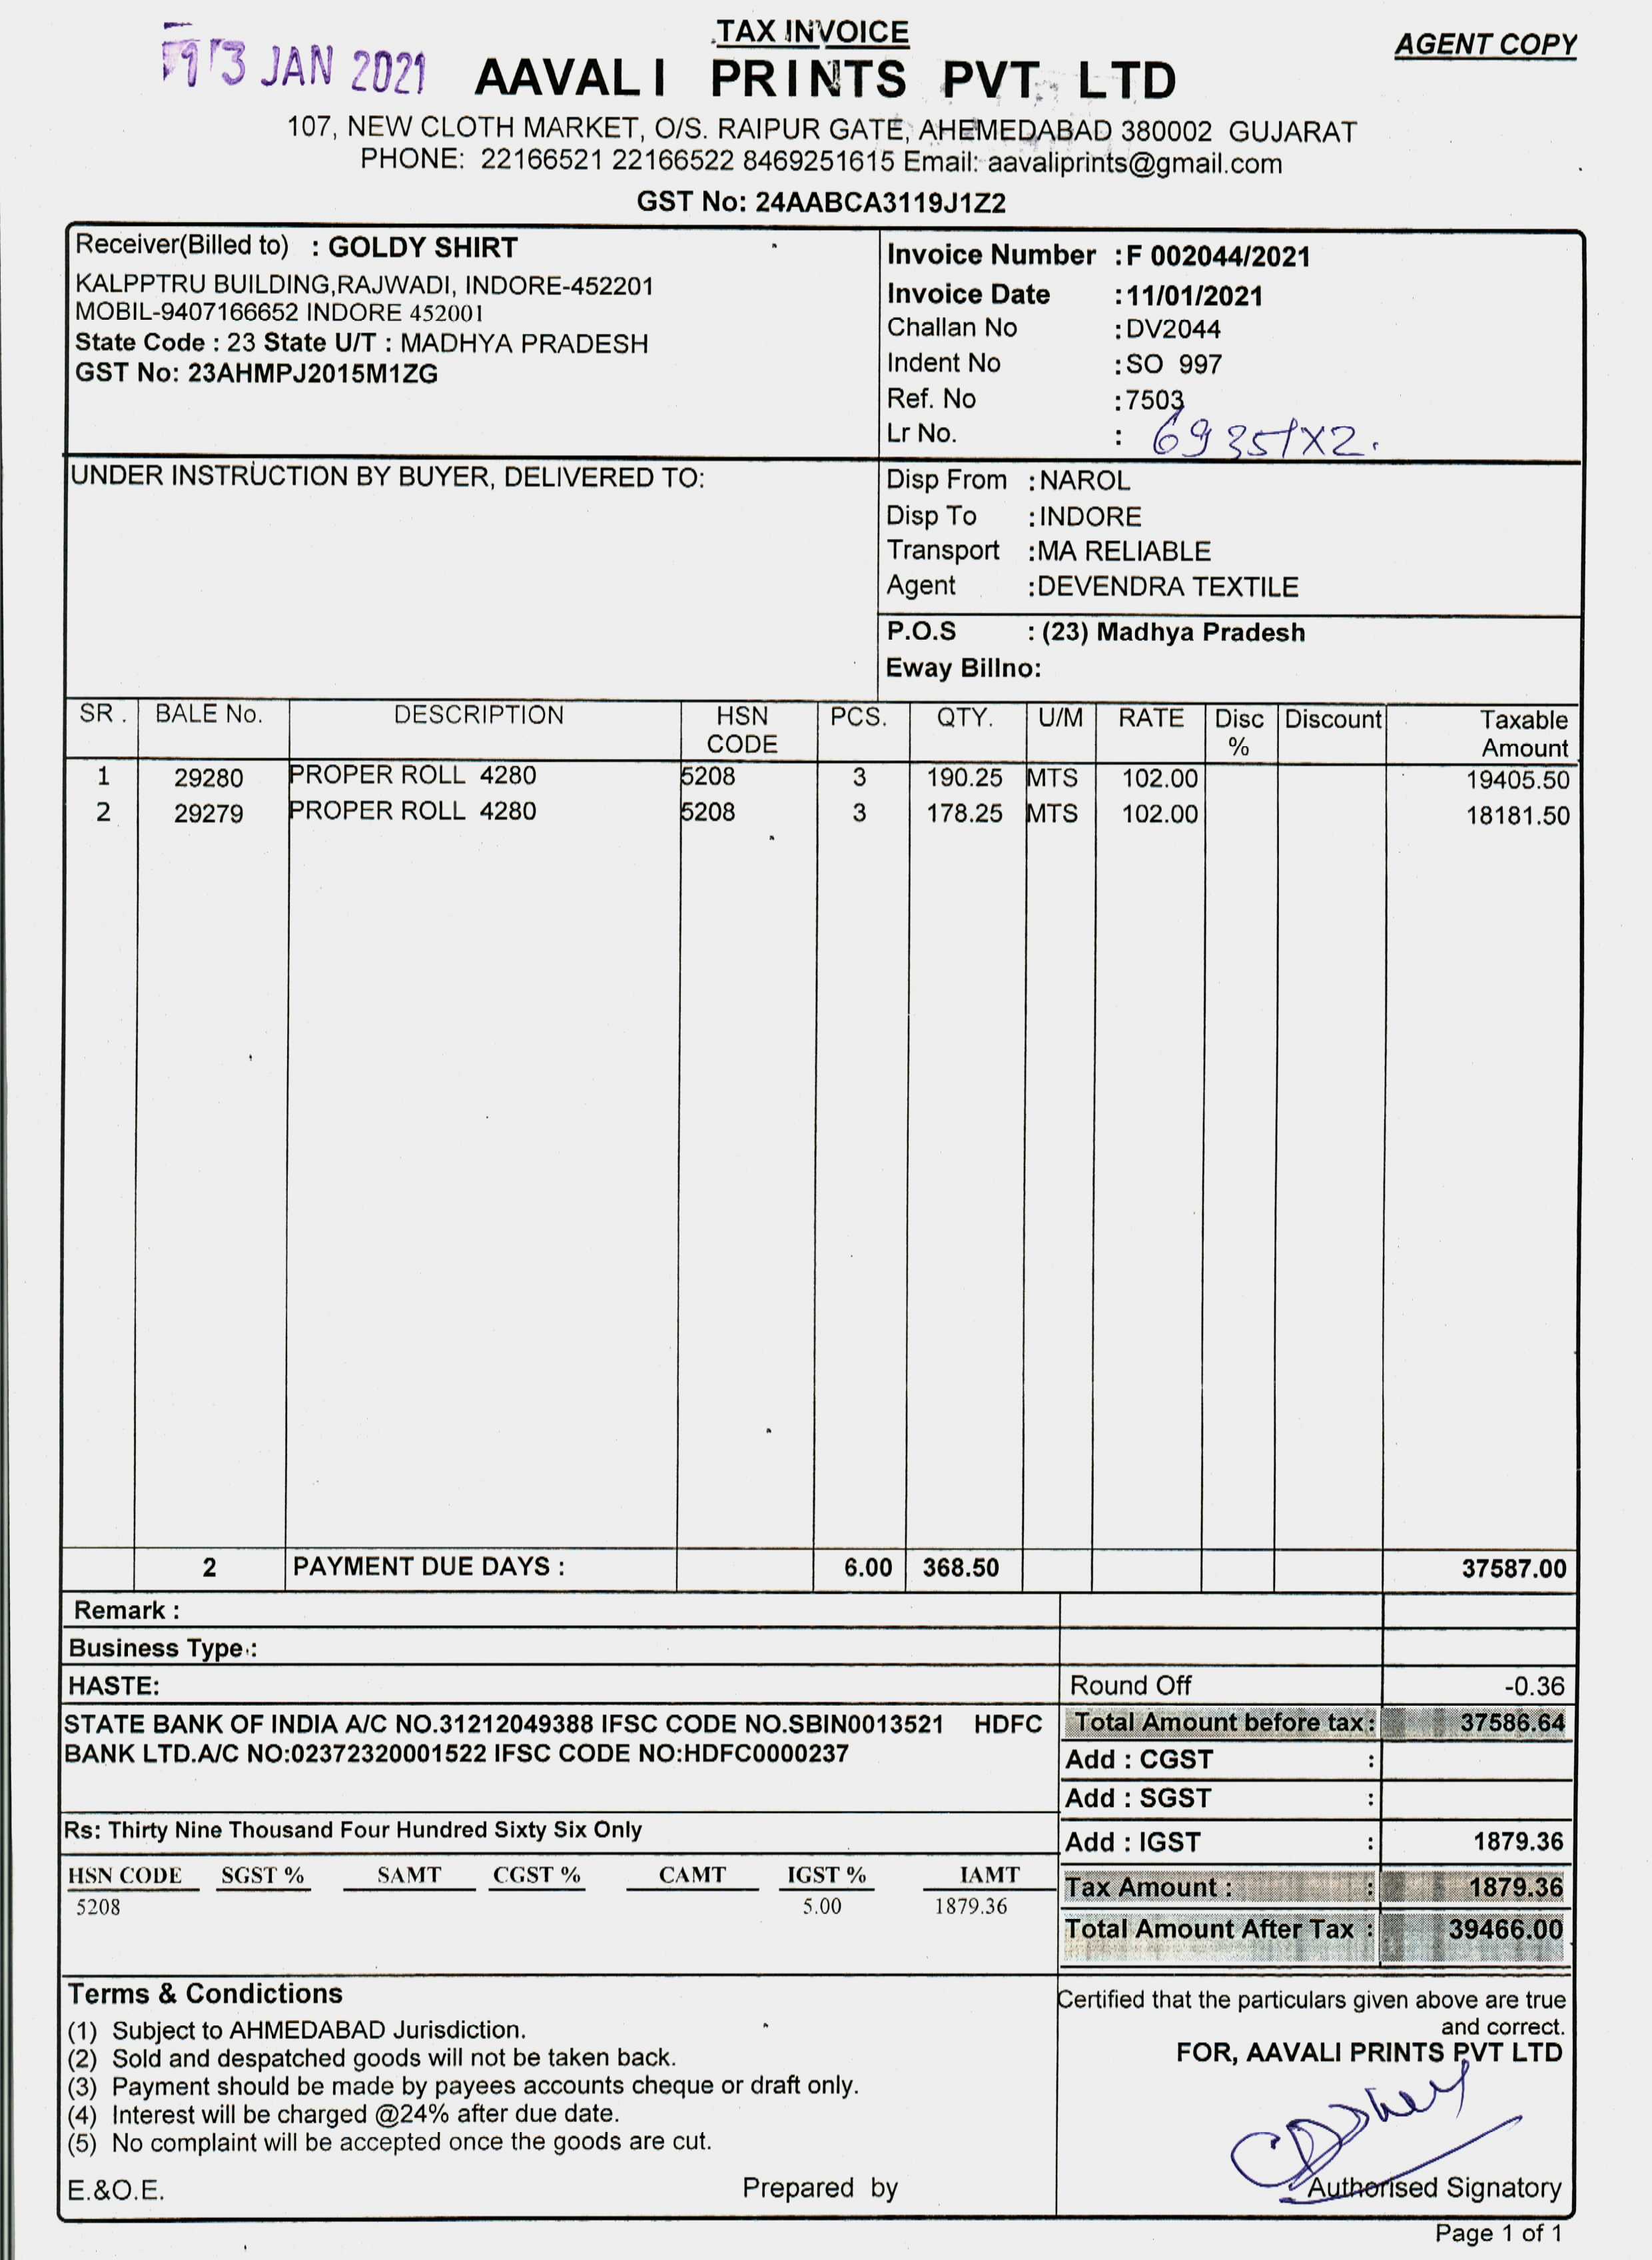 TAX INVOICE
AGENT COPY
13 JAN 2021
AAVALI PRINTS PVT LTD
107, NEW CLOTH MARKET, O/S. RAIPUR GATE, AHEMEDABAD 380002 GUJARAT
PHONE: 22166521 22166522 8469251615 Email: aavaliprints@gmail.com
GST No: 24AABCA3119J1Z2
Receiver(Billed to) : GOLDY SHIRT
KALPPTRU BUILDING,RAJWADI, INDORE-452201
MOBIL-9407166652 INDORE 452001
State Code : 23 State U/T : MADHYA PRADESH
GST No: 23AHMPJ2015M1ZG
Invoice Number : F 002044/2021
Invoice Date : 11/01/2021
Challan No : DV2044
Indent No : SO 997
Ref. No : 7503
Lr No. : 69351X2.
UNDER INSTRUCTION BY BUYER, DELIVERED TO:
Disp From : NAROL
Disp To : INDORE
Transport : MA RELIABLE
Agent : DEVENDRA TEXTILE
P.O.S : (23) Madhya Pradesh
Eway Billno:
SR. BALE No. DESCRIPTION HSN CODE PCS. QTY. U/M RATE Disc % Discount Taxable Amount
1 29280 PROPER ROLL 4280 5208 3 190.25 MTS 102.00 19405.50
2 29279 PROPER ROLL 4280 5208 3 178.25 MTS 102.00 18181.50
2 PAYMENT DUE DAYS : 6.00 368.50 37587.00
Remark :
Business Type :
HASTE:
Round Off -0.36
STATE BANK OF INDIA A/C NO.31212049388 IFSC CODE NO.SBIN0013521 HDFC
BANK LTD.A/C NO:02372320001522 IFSC CODE NO:HDFC0000237
Total Amount before tax: 37586.64
Add : CGST :
Add : SGST :
Rs: Thirty Nine Thousand Four Hundred Sixty Six Only
Add : IGST : 1879.36
HSN CODE SGST % SAMT CGST % CAMT IGST % IAMT
5208 5.00 1879.36
Tax Amount : : 1879.36
Total Amount After Tax : 39466.00
Terms & Condictions
(1) Subject to AHMEDABAD Jurisdiction.
(2) Sold and despatched goods will not be taken back.
(3) Payment should be made by payees accounts cheque or draft only.
(4) Interest will be charged @24% after due date.
(5) No complaint will be accepted once the goods are cut.
E.&O.E.
Prepared by
Certified that the particulars given above are true
and correct.
FOR, AAVALI PRINTS PVT LTD
Authorised Signatory
Page 1 of 1